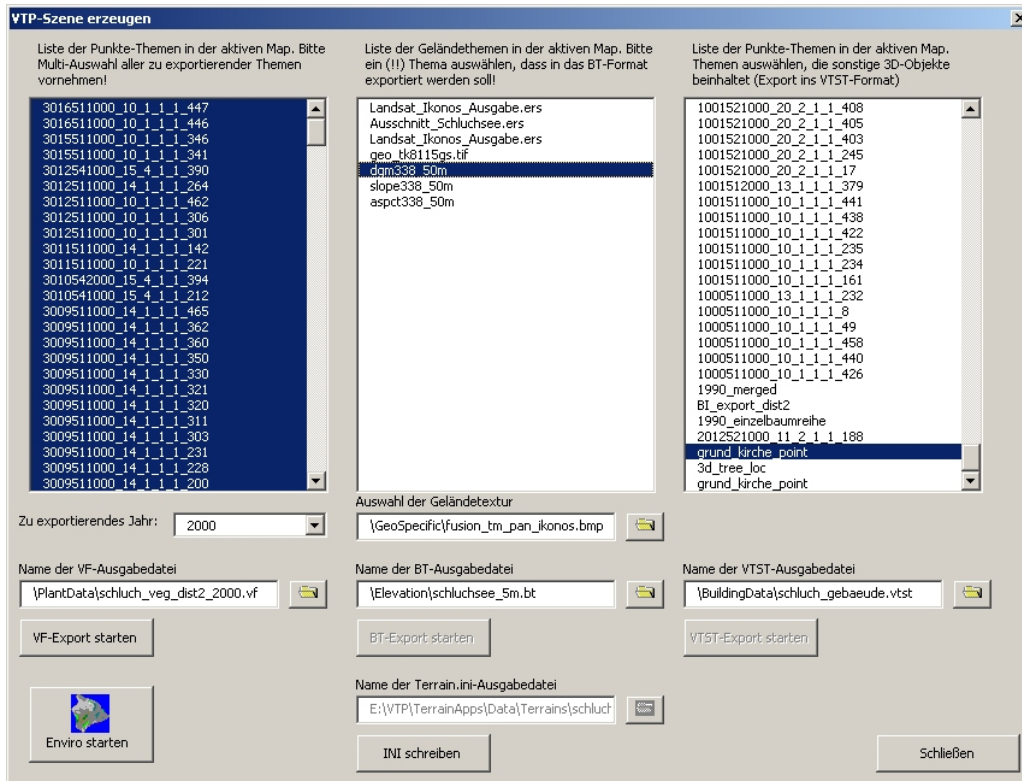 VTP-Szene erzeugen
Liste der Punkte-Themen in der aktiven Map. Bitte
Multi-Auswahl aller zu exportierender Themen
vornehmen!
3016511000_10_1_1_1_447
3016511000_10_1_1_1_446
3015511000_10_1_1_1_346
3015511000_10_1_1_1_341
3012541000_15_4_1_1_390
3012511000_14_1_1_1_264
3012511000_10_1_1_1_462
3012511000_10_1_1_1_306
3012511000_10_1_1_1_301
3011511000_14_1_1_1_142
3011511000_10_1_1_1_221
3010542000_15_4_1_1_394
3010541000_15_4_1_1_212
3009511000_14_1_1_1_465
3009511000_14_1_1_1_362
3009511000_14_1_1_1_360
3009511000_14_1_1_1_350
3009511000_14_1_1_1_330
3009511000_14_1_1_1_321
3009511000_14_1_1_1_320
3009511000_14_1_1_1_311
3009511000_14_1_1_1_303
3009511000_14_1_1_1_231
3009511000_14_1_1_1_228
3009511000_14_1_1_1_200
Zu exportierendes Jahr:
2000
Name der VF-Ausgabedatei
\PlantData\schluch_veg_dist2_2000.vf
VF-Export starten
Enviro starten
Liste der Geländethemen in der aktiven Map. Bitte
ein (!!) Thema auswählen, dass in das BT-Format
exportiert werden soll!
Landsat_Ikonos_Ausgabe.ers
Ausschnitt_Schluchsee.ers
Landsat_Ikonos_Ausgabe.ers
geo_tk8115gs.tif
dgm338_50m
slope338_50m
aspct338_50m
Auswahl der Geländetextur
\GeoSpecific\fusion_tm_pan_ikonos.bmp
Name der BT-Ausgabedatei
\Elevation\schluchsee_5m.bt
BT-Export starten
Name der Terrain.ini-Ausgabedatei
E:\VTP\TerrainApps\Data\Terrains\schluch
INI schreiben
Liste der Punkte-Themen in der aktiven Map.
Themen auswählen, die sonstige 3D-Objekte
beinhaltet (Export ins VTST-Format)
1001521000_20_2_1_1_408
1001521000_20_2_1_1_405
1001521000_20_2_1_1_403
1001521000_20_2_1_1_245
1001521000_20_2_1_1_17
1001512000_13_1_1_1_379
1001511000_10_1_1_1_441
1001511000_10_1_1_1_438
1001511000_10_1_1_1_422
1001511000_10_1_1_1_235
1001511000_10_1_1_1_234
1001511000_10_1_1_1_161
1000511000_13_1_1_1_232
1000511000_10_1_1_1_8
1000511000_10_1_1_1_49
1000511000_10_1_1_1_458
1000511000_10_1_1_1_440
1000511000_10_1_1_1_426
1990_merged
BI_export_dist2
1990_einzelbaumreihe
2012521000_11_2_1_1_188
grund_kirche_point
3d_tree_loc
grund_kirche_point
Name der VTST-Ausgabedatei
\BuildingData\schluch_gebaeude.vtst
VTST-Export starten
Schließen